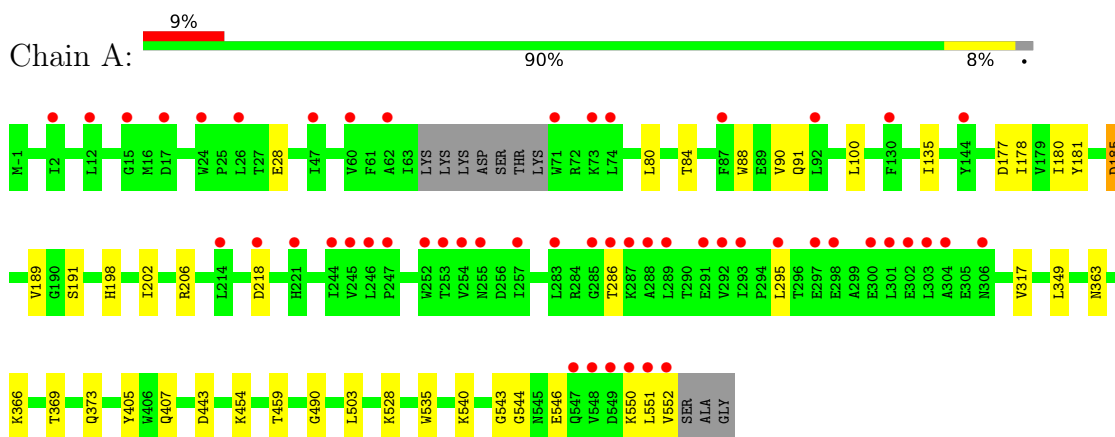 9%
Chain A:
90% 8% •
M-1 I2 L12 G15 M16 D17 W24 P25 L26 T27 E28 I47 V60 F61 A62 I63 LYS LYS LYS ASP SER THR LYS W71 R72 K73 L74 L80 T84 F87 W88 E89 V90 Q91 L92 L100 F130 I135 Y144 D177 I178 V179 I180 Y181 D185
V189 G190 S191 H198 I202 R206 L214 D218 H221 I244 V245 L246 P247 W252 T253 V254 N255 D256 I257 L283 R284 G285 T286 K287 A288 L289 T290 E291 V292 I293 P294 L295 T296 E297 E298 A299 E300 L301 E302 L303 A304 E305 N306 V317 L349 N363
K366 T369 Q373 Y405 W406 Q407 D443 K454 T459 G490 L503 K528 W535 K540 G543 G544 N545 E546 Q547 V548 D549 K550 L551 V552 SER ALA GLY